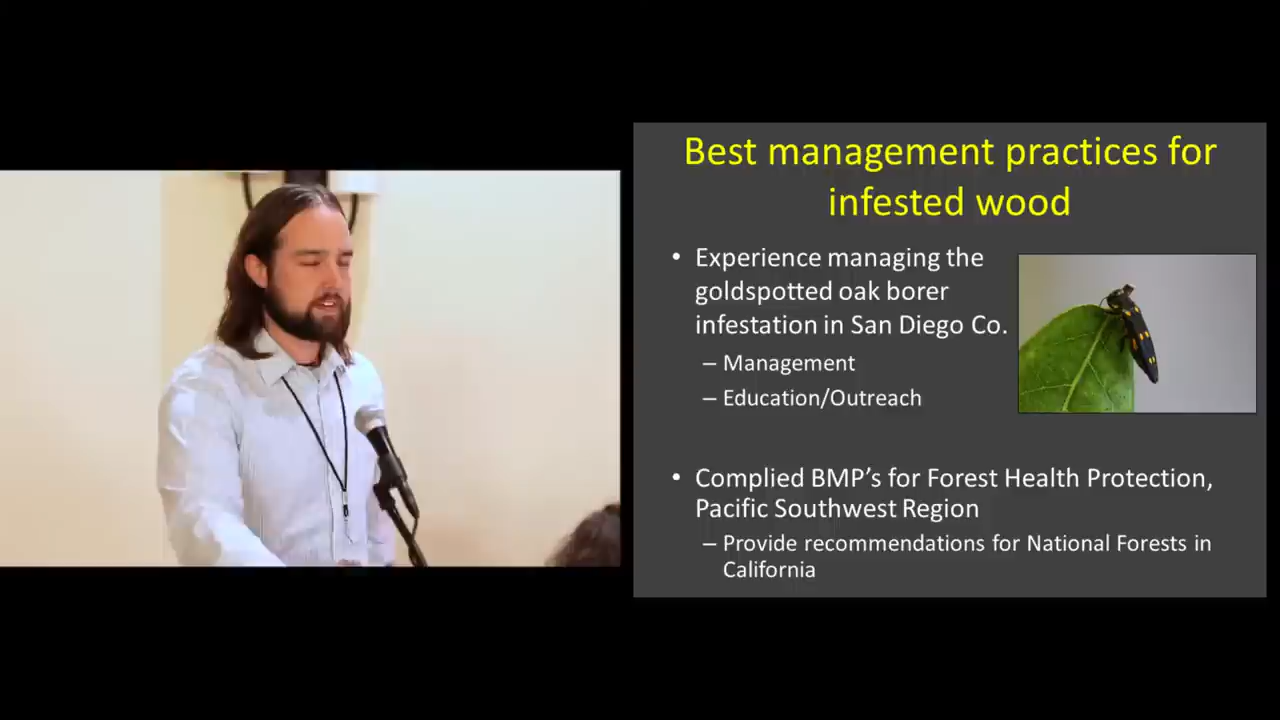 Best management practices for
infested wood
• Experience managing the
goldspotted oak borer
infestation in San Diego Co.
– Management
– Education/Outreach
• Complied BMP's for Forest Health Protection,
Pacific Southwest Region
– Provide recommendations for National Forests in
California